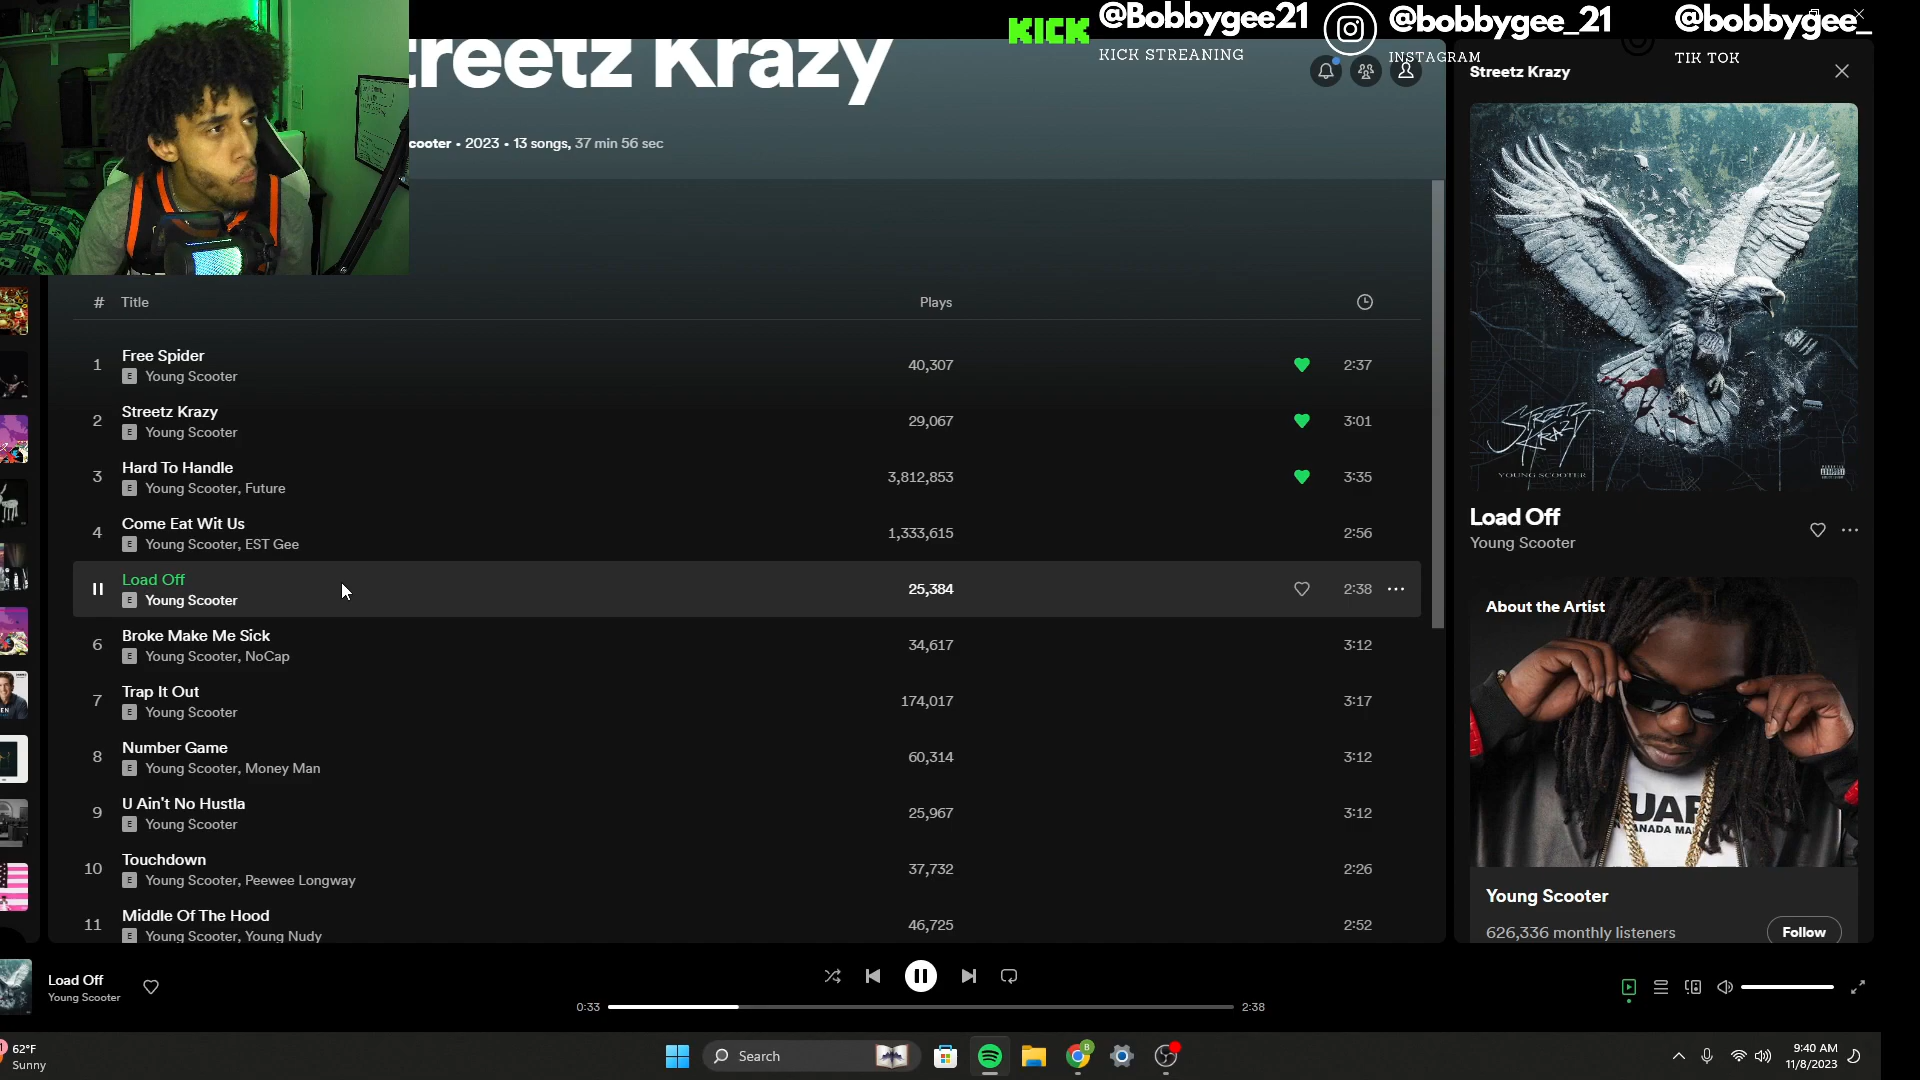 KICK
@Bobbygee21
KICK STREAMING
@bobbygee_21
INSTAGRAM
@bobbygee_
TIK TOK
treetz Krazy
cooter • 2023 • 13 songs, 37 min 56 sec
# Title Plays
1 Free Spider 40,307 2:37
E Young Scooter
2 Streetz Krazy 29,067 3:01
E Young Scooter
3 Hard To Handle 3,812,853 3:35
E Young Scooter, Future
4 Come Eat Wit Us 1,333,615 2:56
E Young Scooter, EST Gee
Load Off 25,384 2:38
E Young Scooter
6 Broke Make Me Sick 34,617 3:12
E Young Scooter, NoCap
7 Trap It Out 174,017 3:17
E Young Scooter
8 Number Game 60,314 3:12
E Young Scooter, Money Man
9 U Ain't No Hustla 25,967 3:12
E Young Scooter
10 Touchdown 37,732 2:26
E Young Scooter, Peewee Longway
11 Middle Of The Hood 46,725 2:52
E Young Scooter, Young Nudy
Streetz Krazy
STREETZ KRAZY
YOUNG SCOOTER
Load Off
Young Scooter
About the Artist
UAP
ANADA MA
Young Scooter
626,336 monthly listeners
Follow
Load Off
Young Scooter
0:33
2:38
1
62°F
Sunny
Search
B
9:40 AM
11/8/2023